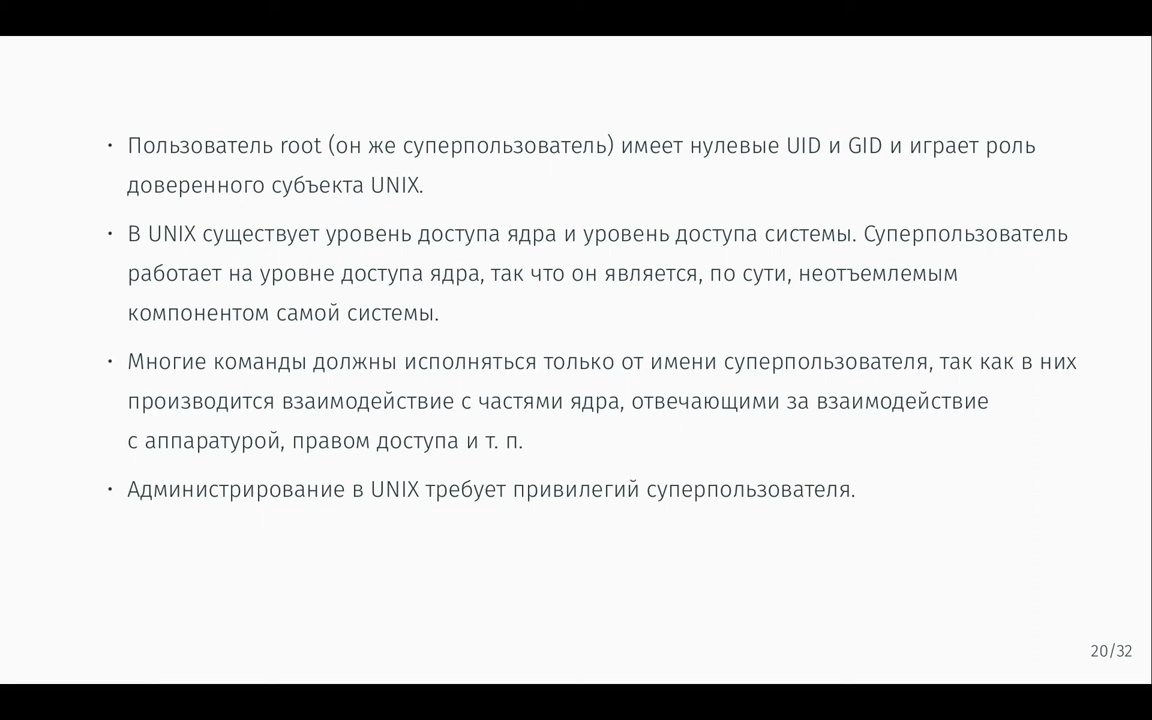 • Пользователь root (он же суперпользователь) имеет нулевые UID и GID и играет роль
доверенного субъекта UNIX.
• В UNIX существует уровень доступа ядра и уровень доступа системы. Суперпользователь
работает на уровне доступа ядра, так что он является, по сути, неотъемлемым
компонентом самой системы.
• Многие команды должны исполняться только от имени суперпользователя, так как в них
производится взаимодействие с частями ядра, отвечающими за взаимодействие
с аппаратурой, правом доступа и т. п.
• Администрирование в UNIX требует привилегий суперпользователя.
20/32